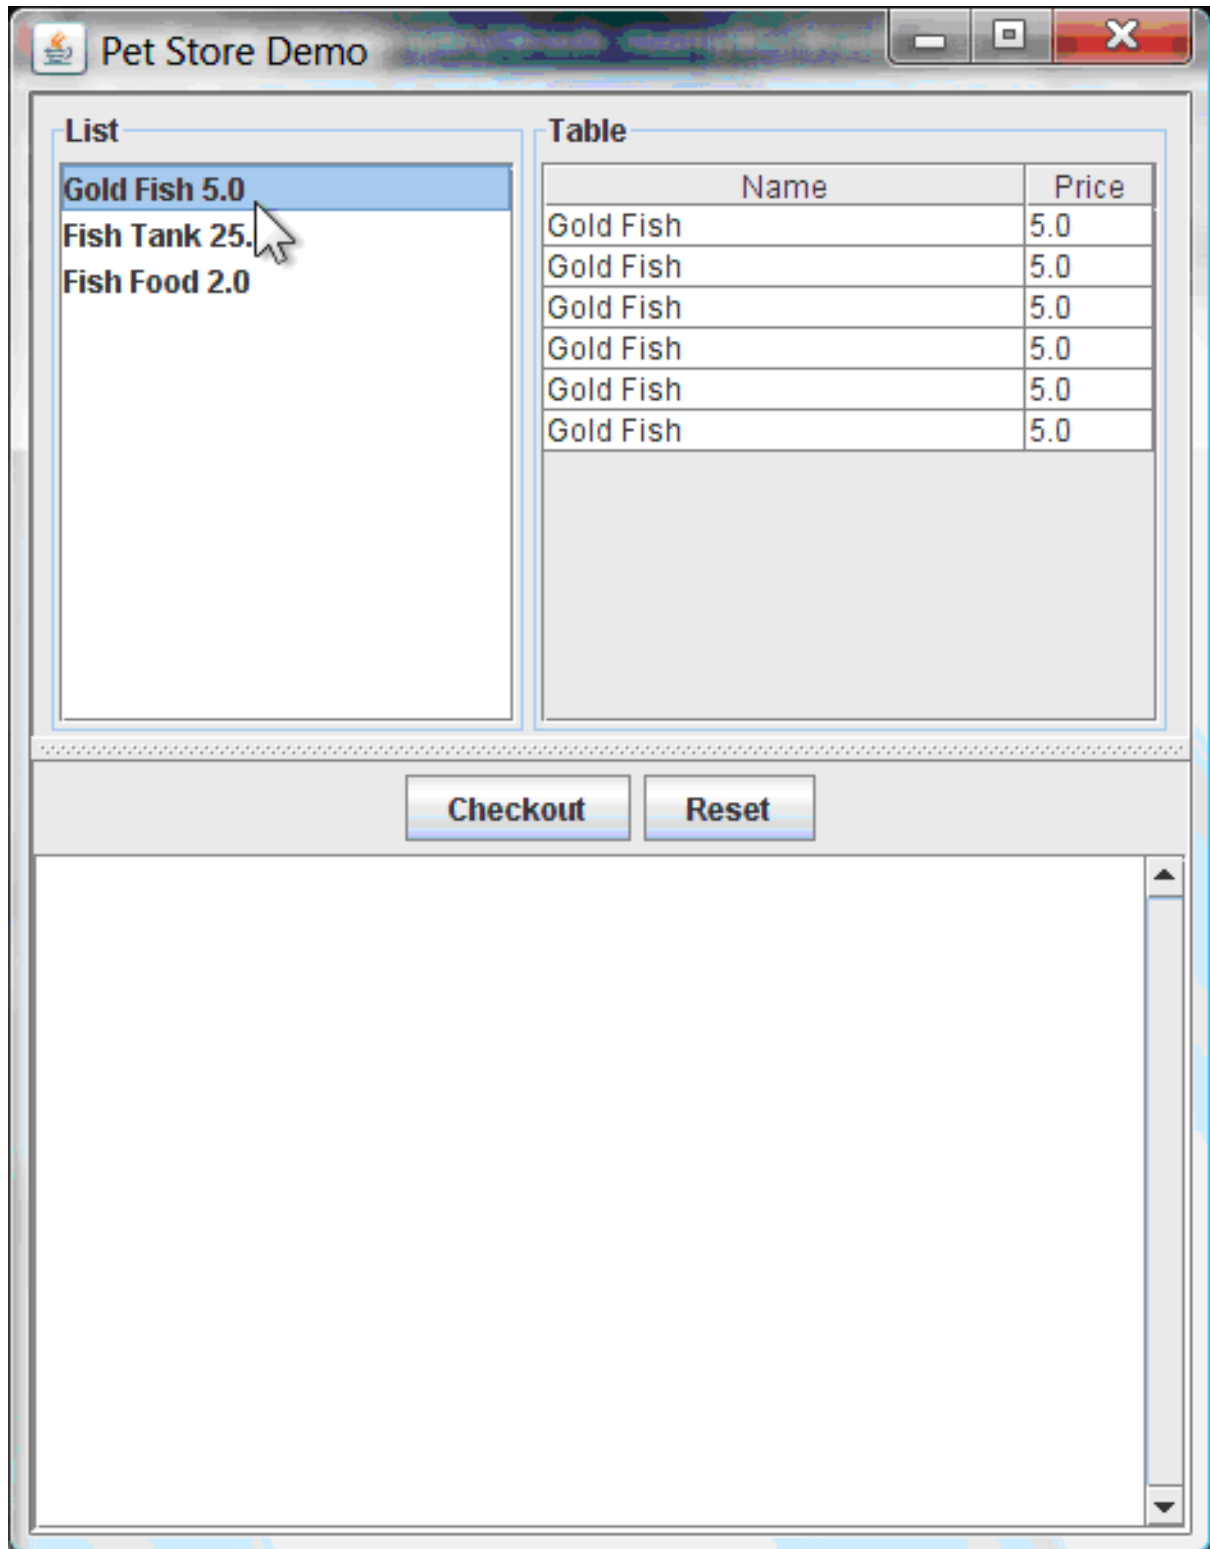 Pet Store Demo
List
Gold Fish 5.0
Fish Tank 25.
Fish Food 2.0
Table
Name Price
Gold Fish 5.0
Gold Fish 5.0
Gold Fish 5.0
Gold Fish 5.0
Gold Fish 5.0
Gold Fish 5.0
Checkout Reset